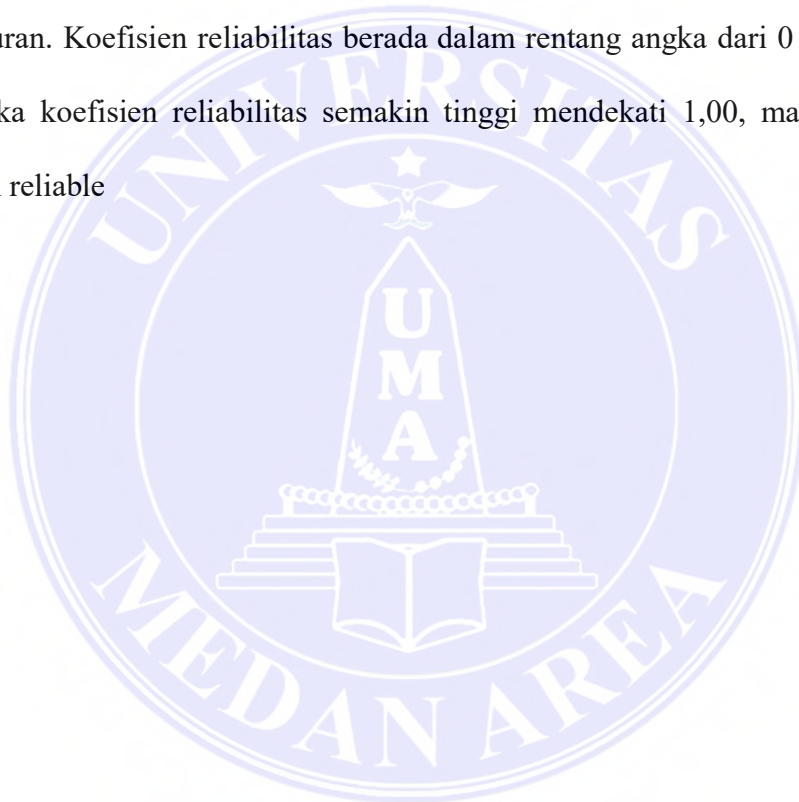 uran. Koefisien reliabilitas berada dalam rentang angka dari 0
ka koefisien reliabilitas semakin tinggi mendekati 1,00, ma
reliable
UNIVERSITAS
UMA
MEDAN AREA